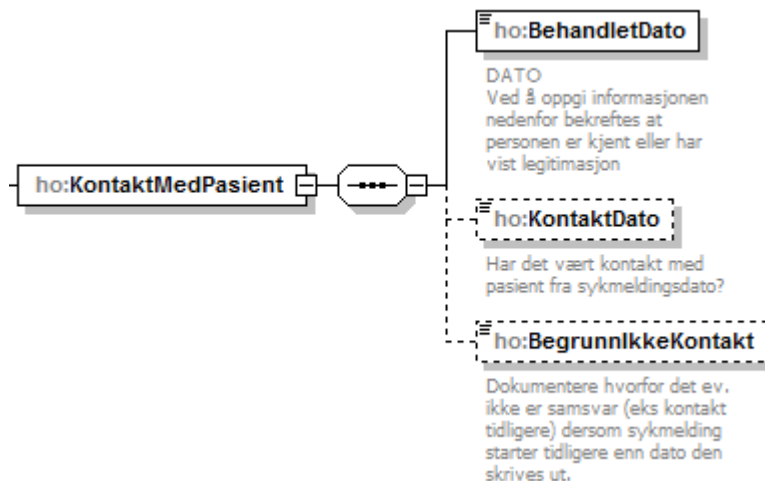 ho:BehandletDato
DATO
Ved å oppgi informasjonen
nedenfor bekreftes at
personen er kjent eller har
vist legitimasjon
ho:KontaktMedPasient
ho:KontaktDato
Har det vært kontakt med
pasient fra sykmeldingsdato?
ho:BegrunnIkkeKontakt
Dokumentere hvorfor det ev.
ikke er samsvar (eks kontakt
tidligere) dersom sykmelding
starter tidligere enn dato den
skrives ut.